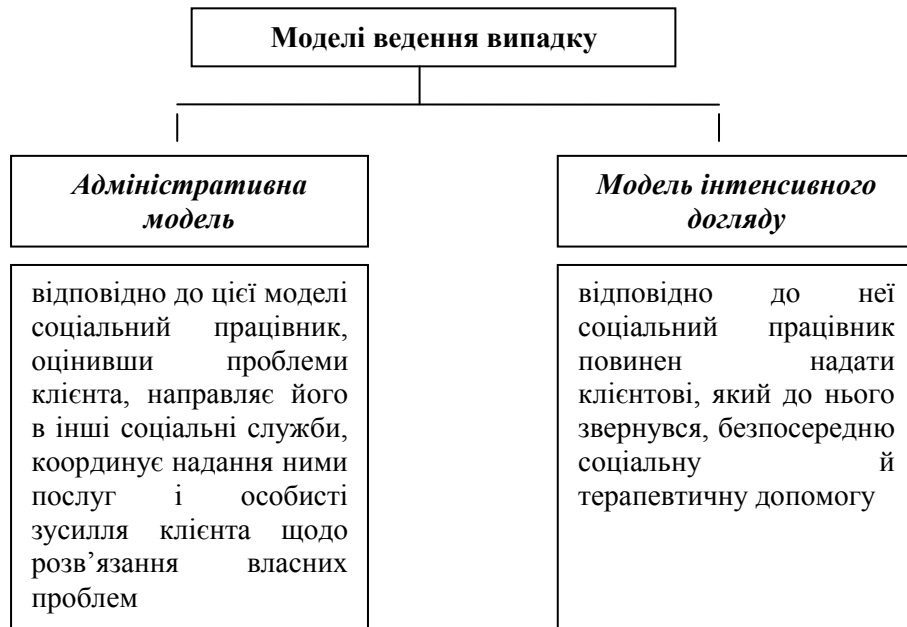 Моделі ведення випадку
Адміністративна
модель
Модель інтенсивного
догляду
відповідно до цієї моделі
соціальний працівник,
оцінивши проблеми
клієнта, направляє його
в інші соціальні служби,
координує надання ними
послуг і особисті
зусилля клієнта щодо
розв’язання власних
проблем
відповідно до неї
соціальний працівник
повинен надати
клієнтові, який до нього
звернувся, безпосередню
соціальну й
терапевтичну допомогу